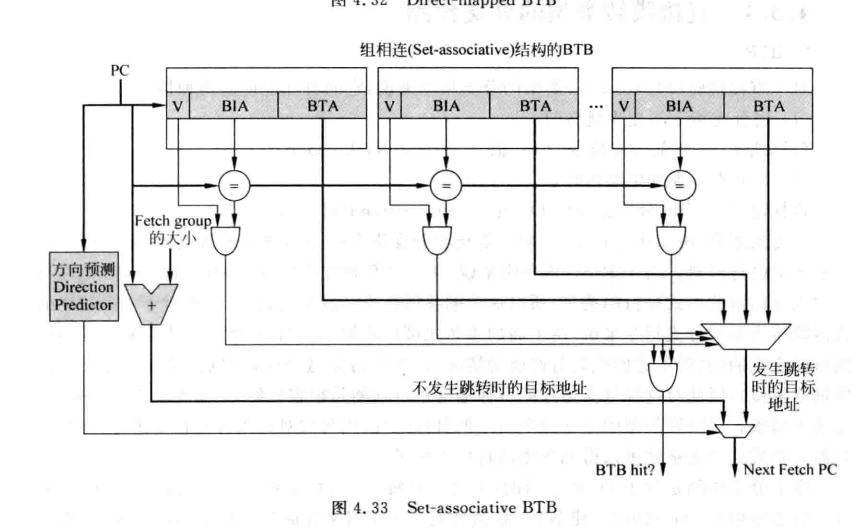 图 4.32 Direct-mapped BTB
组相连(Set-associative)结构的BTB
PC
V BIA BTA V BIA BTA ... V BIA BTA
= = =
Fetch group
的大小
方向预测
Direction
Predictor
+
发生跳转
时的目标
地址
不发生跳转时的目标地址
BTB hit?
Next Fetch PC
图 4.33 Set-associative BTB